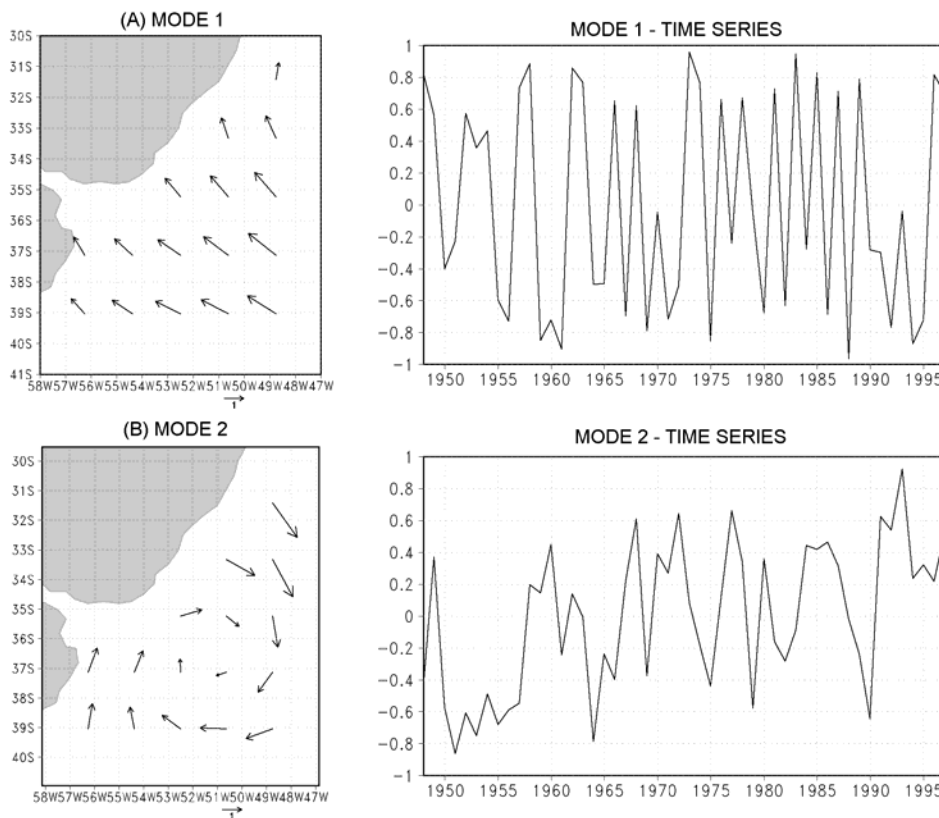 (A) MODE 1
30S
31S
32S
33S
34S
35S
36S
37S
38S
39S
40S
41S
58W57W56W55W54W53W52W51W50W49W48W47W
1
MODE 1 - TIME SERIES
1
0.8
0.6
0.4
0.2
0
-0.2
-0.4
-0.6
-0.8
-1
1950 1955 1960 1965 1970 1975 1980 1985 1990 1995
(B) MODE 2
30S
31S
32S
33S
34S
35S
36S
37S
38S
39S
40S
58W57W56W55W54W53W52W51W50W49W48W47W
1
MODE 2 - TIME SERIES
1
0.8
0.6
0.4
0.2
0
-0.2
-0.4
-0.6
-0.8
-1
1950 1955 1960 1965 1970 1975 1980 1985 1990 1995